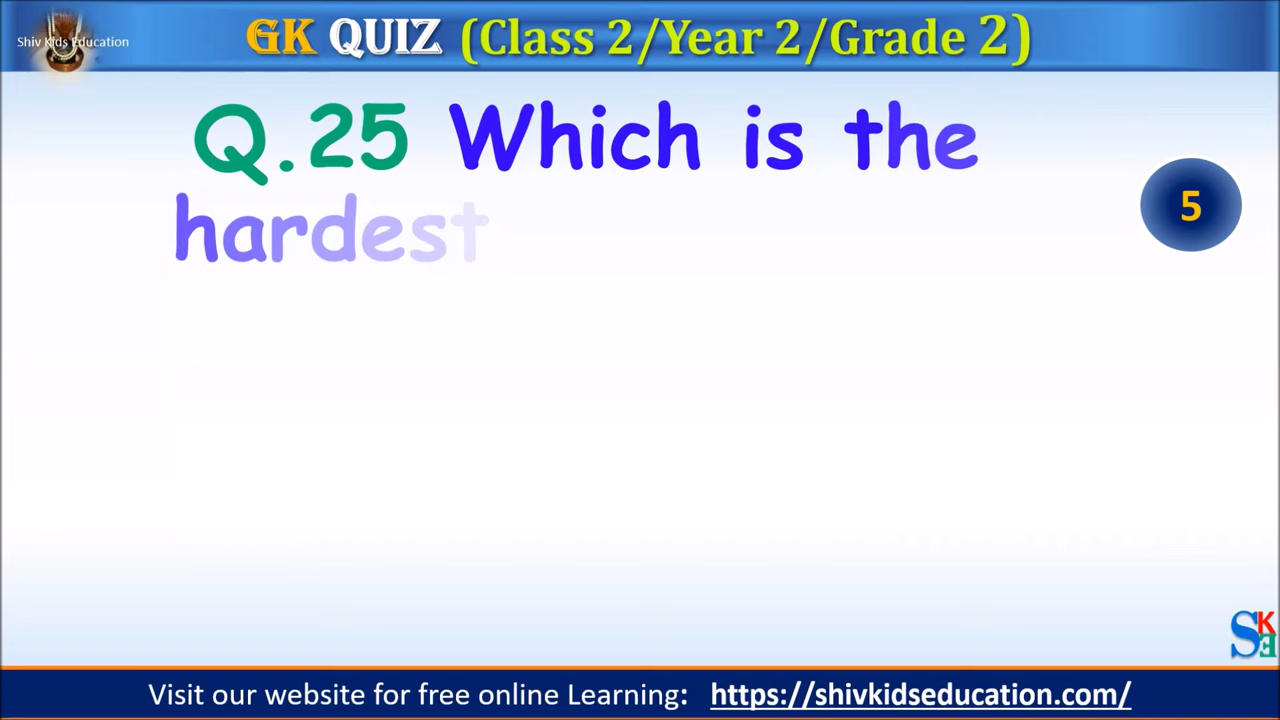 Shiv Kids Education
GK QUIZ (Class 2/Year 2/Grade 2)
Q.25 Which is the
hardest
5
SKE
Visit our website for free online Learning: https://shivkidseducation.com/